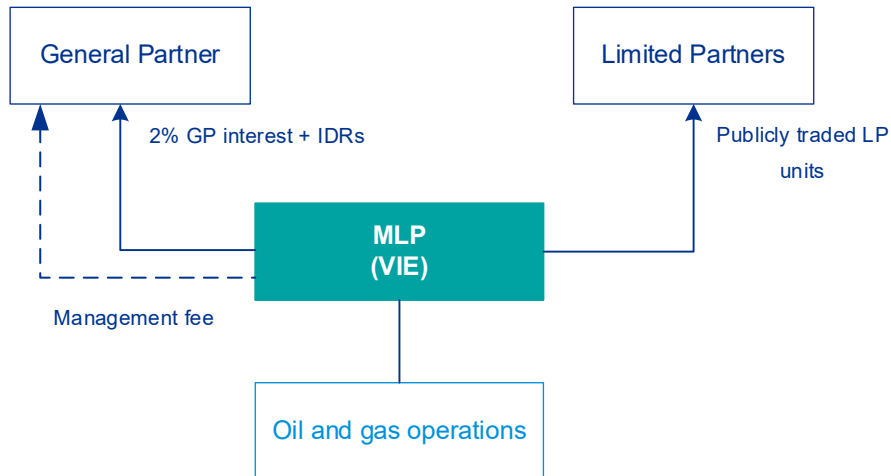 General Partner
Limited Partners
2% GP interest + IDRs
Publicly traded LP
units
MLP
(VIE)
Management fee
Oil and gas operations